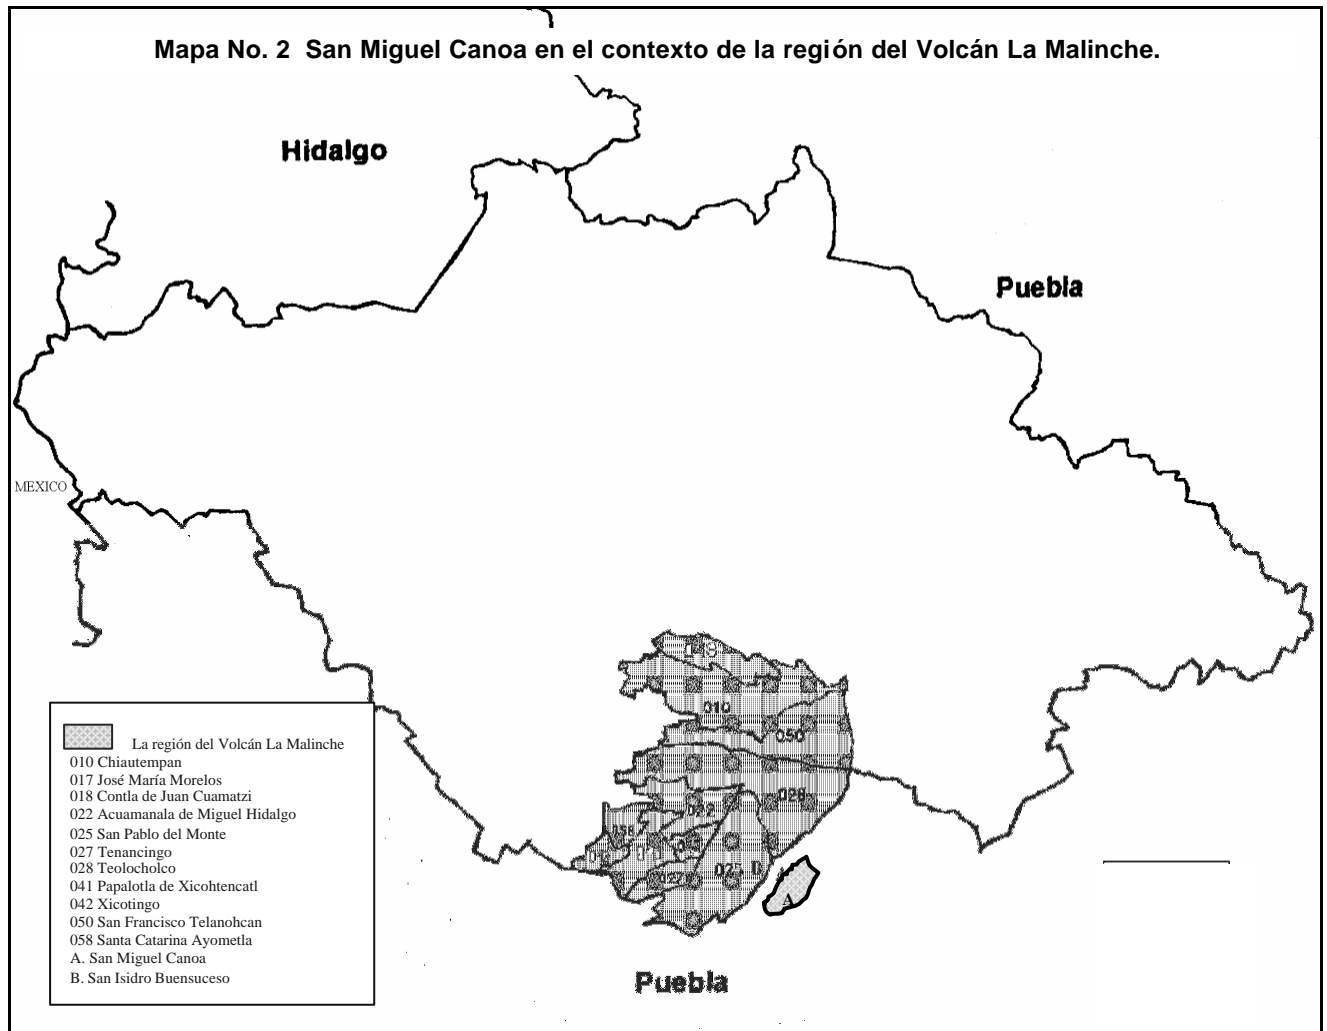 Mapa No. 2 San Miguel Canoa en el contexto de la región del Volcán La Malinche.
Hidalgo
Puebla
MEXICO
018
010
050
028
022
025 B
027
A
La región del Volcán La Malinche
010 Chiautempan
017 José María Morelos
018 Contla de Juan Cuamatzi
022 Acuamanala de Miguel Hidalgo
025 San Pablo del Monte
027 Tenancingo
028 Teolocholco
041 Papalotla de Xicohtencatl
042 Xicotingo
050 San Francisco Telanohcan
058 Santa Catarina Ayometla
A. San Miguel Canoa
B. San Isidro Buensuceso
Puebla